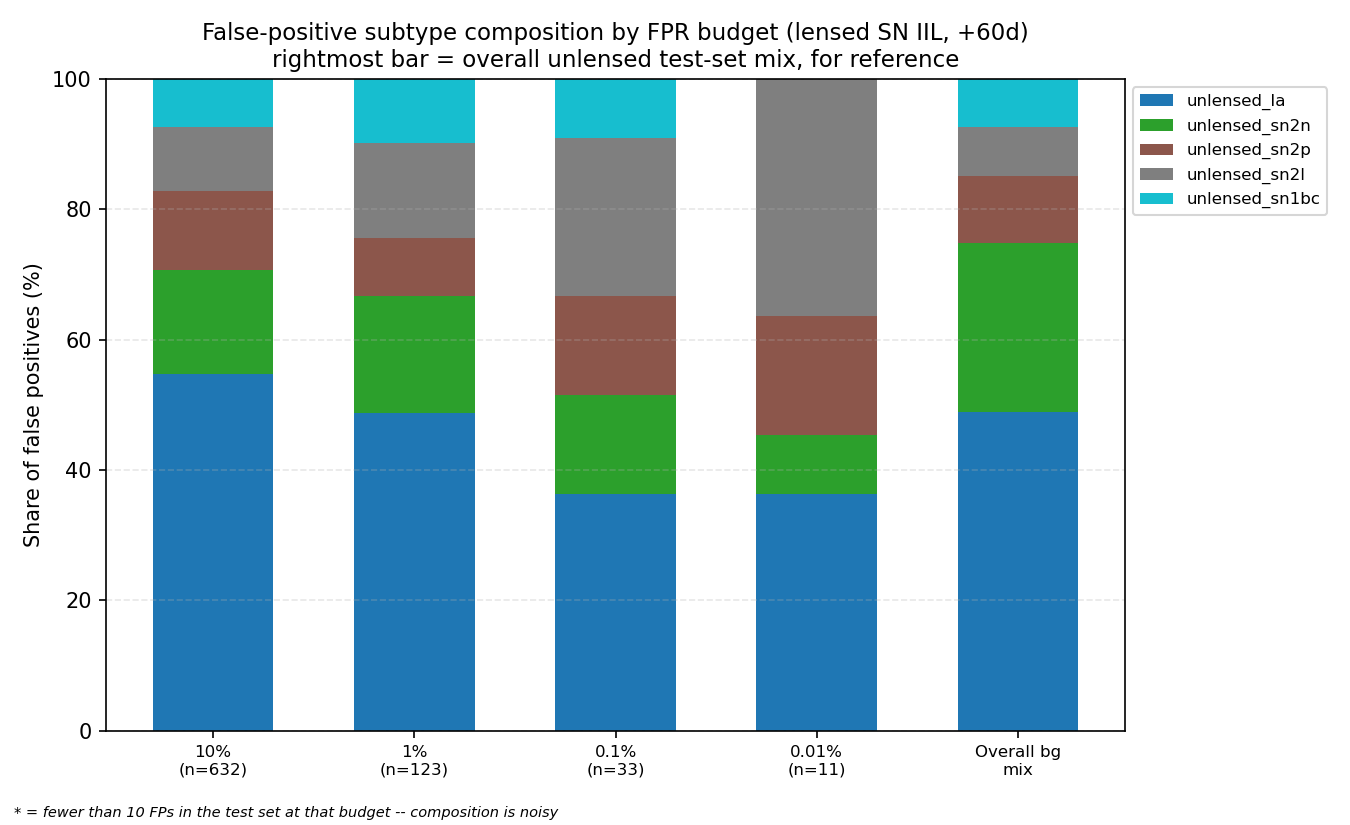 False-positive subtype composition by FPR budget (lensed SN IIL, +60d)
rightmost bar = overall unlensed test-set mix, for reference
Share of false positives (%)
100
80
60
40
20
0
10%
(n=632)
1%
(n=123)
0.1%
(n=33)
0.01%
(n=11)
Overall bg
mix
unlensed_Ia
unlensed_sn2n
unlensed_sn2p
unlensed_sn2l
unlensed_sn1bc
* = fewer than 10 FPs in the test set at that budget -- composition is noisy